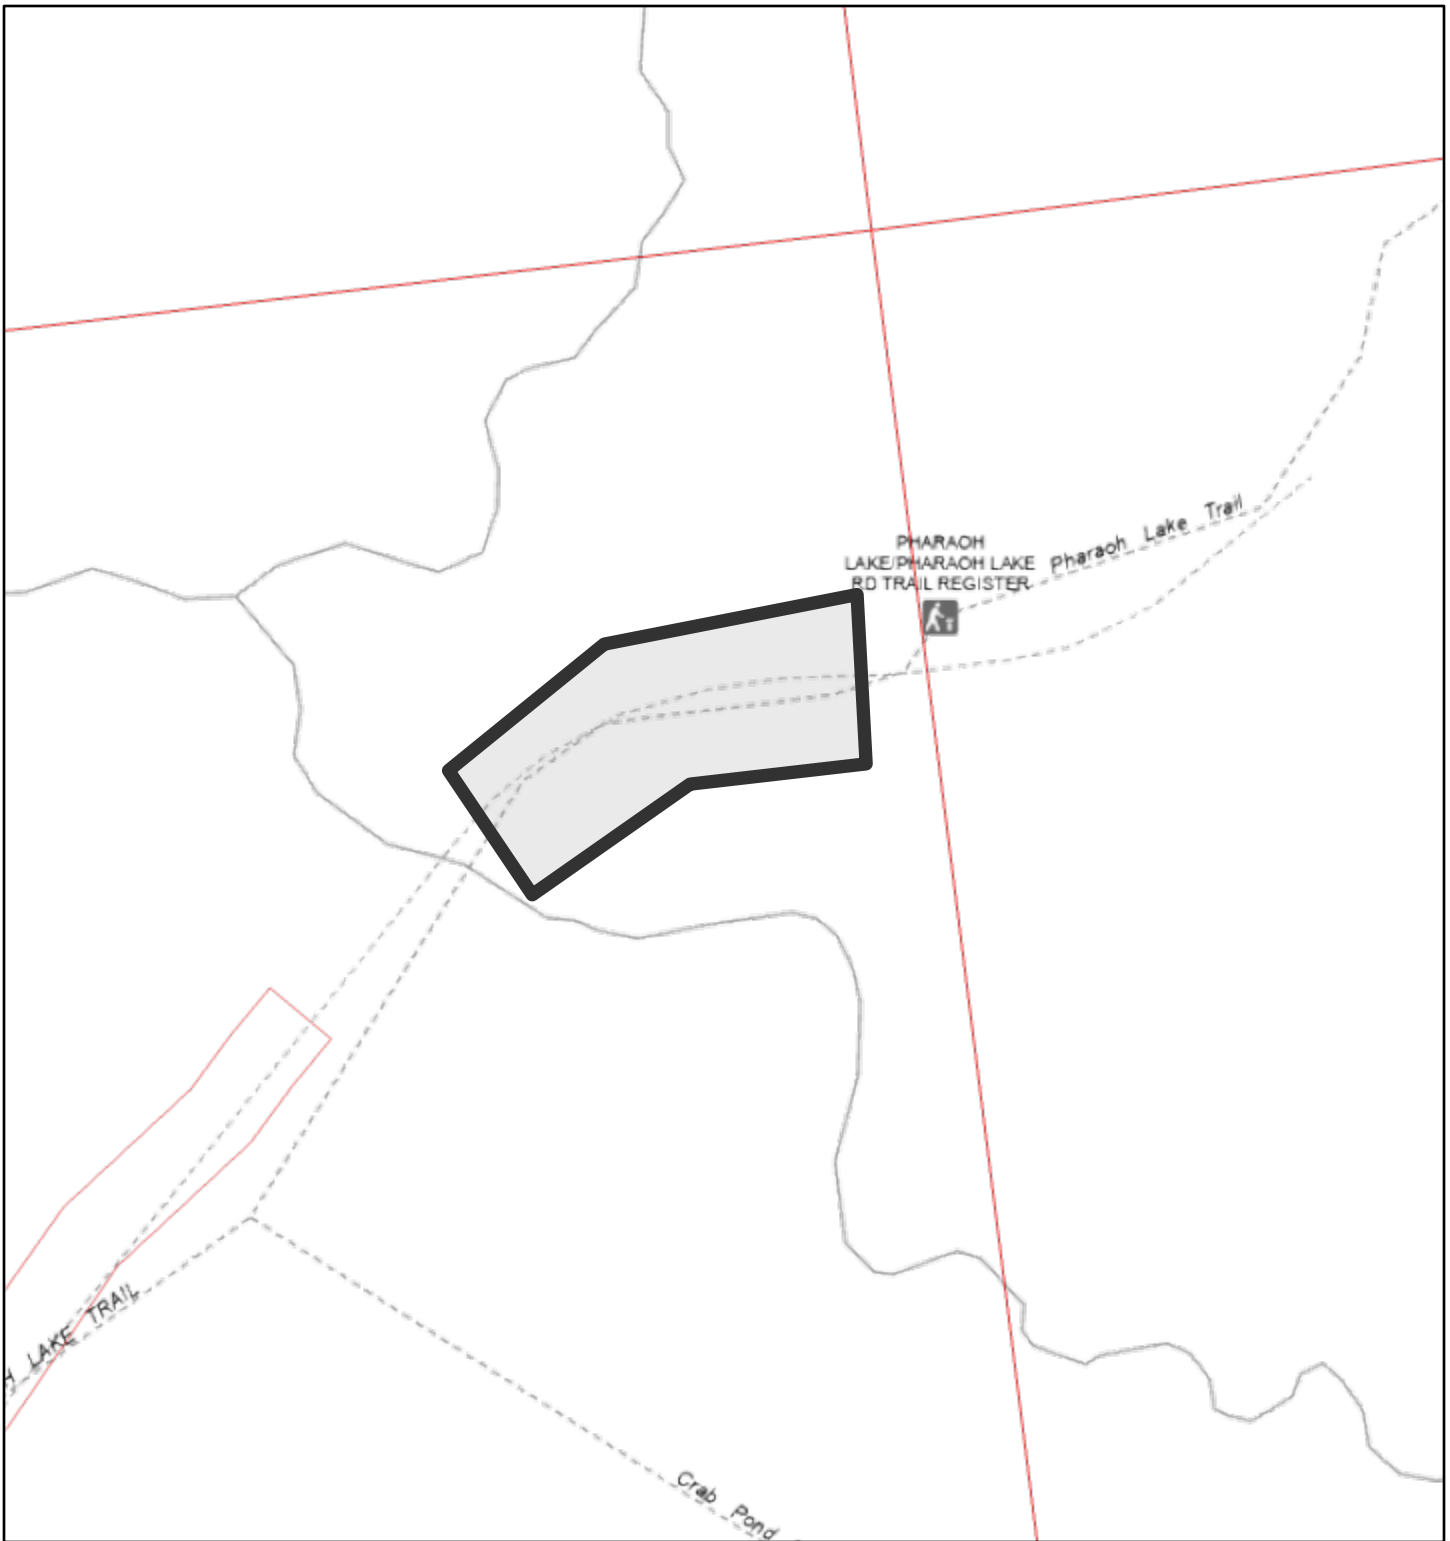 PHARAOH
LAKE/PHARAOH LAKE
RD TRAIL REGISTER
Pharaoh Lake Trail
H LAKE TRAIL
Crab Pond